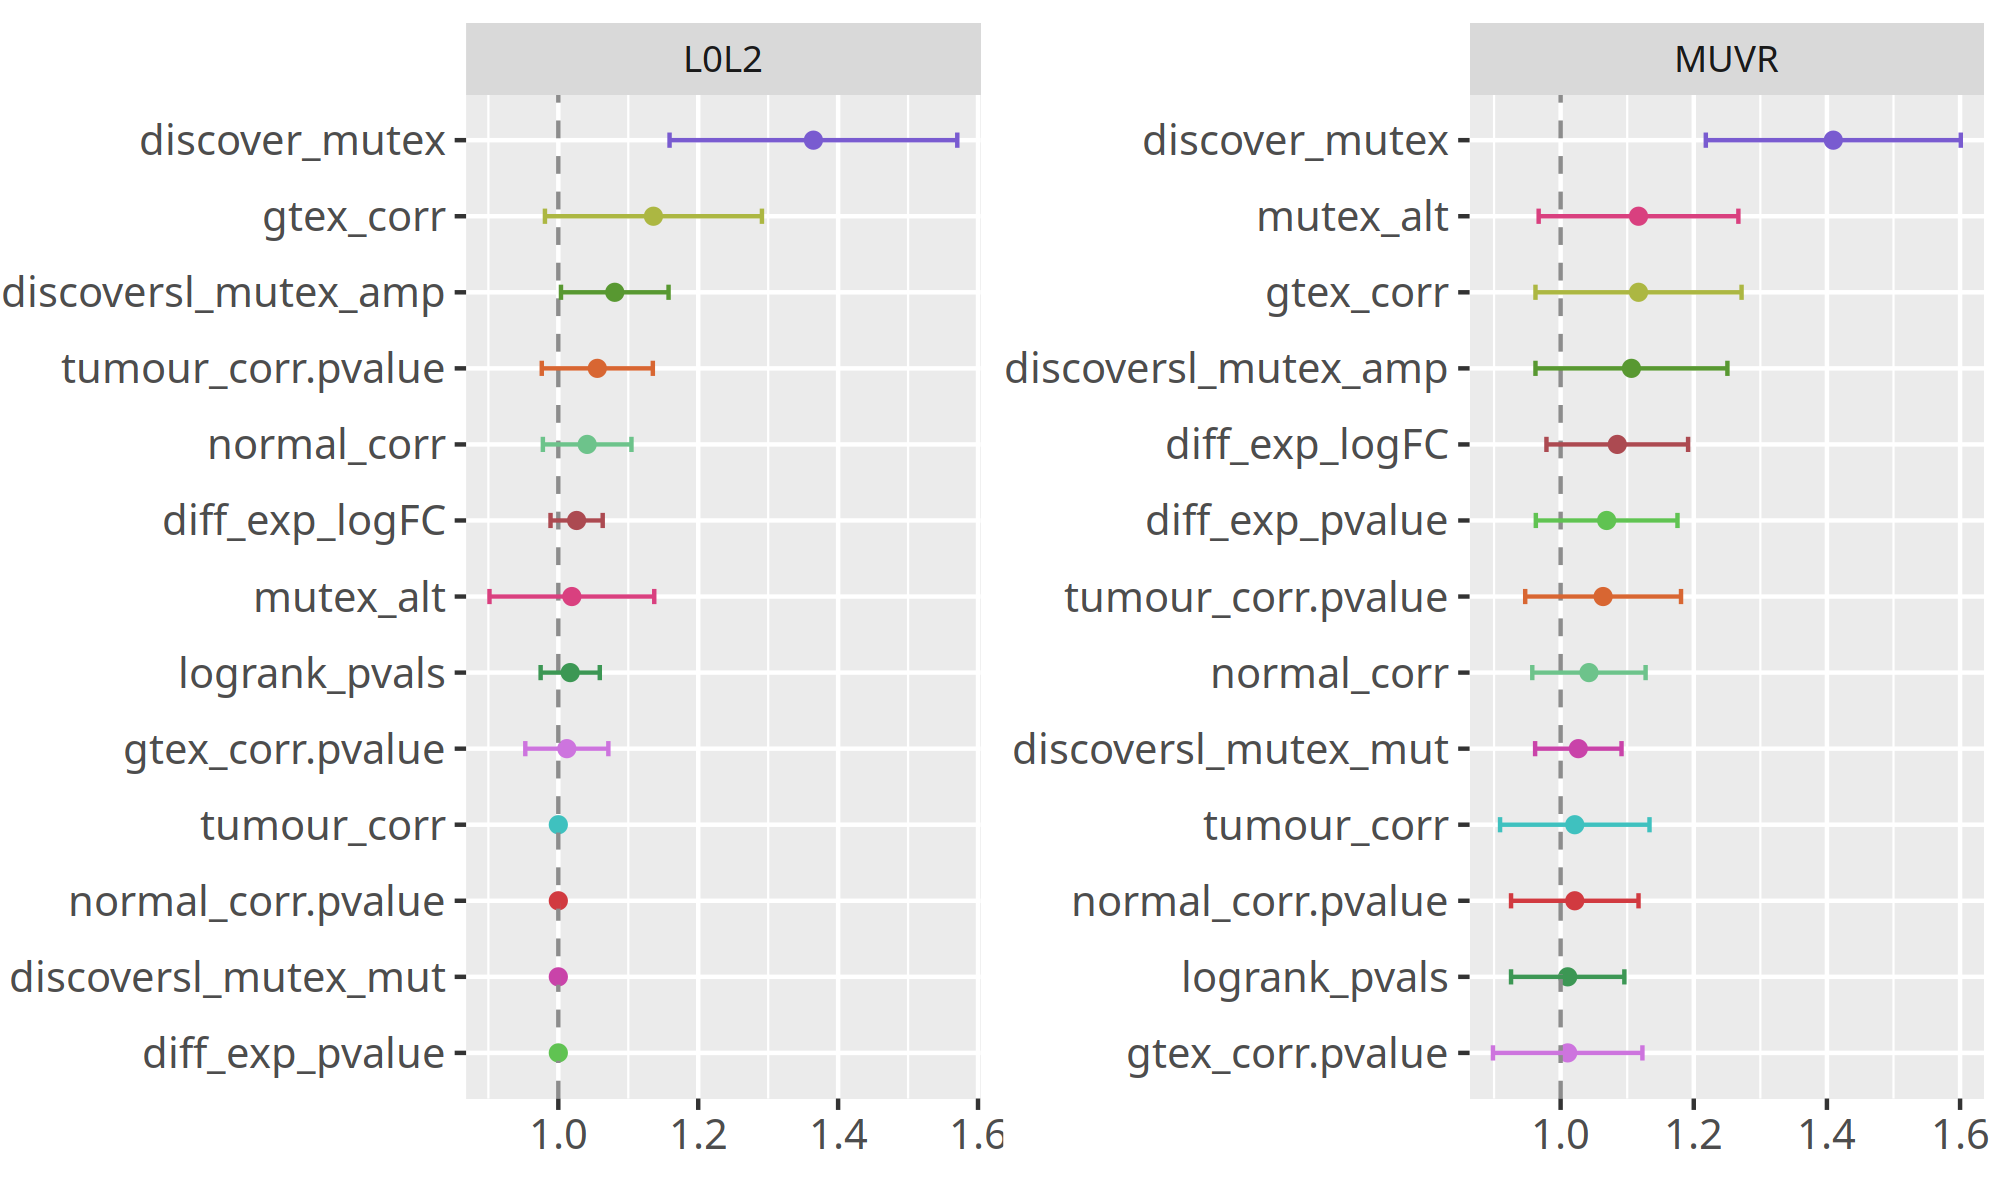 L0L2
discover_mutex
gtex_corr
discoversl_mutex_amp
tumour_corr.pvalue
normal_corr
diff_exp_logFC
mutex_alt
logrank_pvals
gtex_corr.pvalue
tumour_corr
normal_corr.pvalue
discoversl_mutex_mut
diff_exp_pvalue
1.0 1.2 1.4 1.6
MUVR
discover_mutex
mutex_alt
gtex_corr
discoversl_mutex_amp
diff_exp_logFC
diff_exp_pvalue
tumour_corr.pvalue
normal_corr
discoversl_mutex_mut
tumour_corr
normal_corr.pvalue
logrank_pvals
gtex_corr.pvalue
1.0 1.2 1.4 1.6